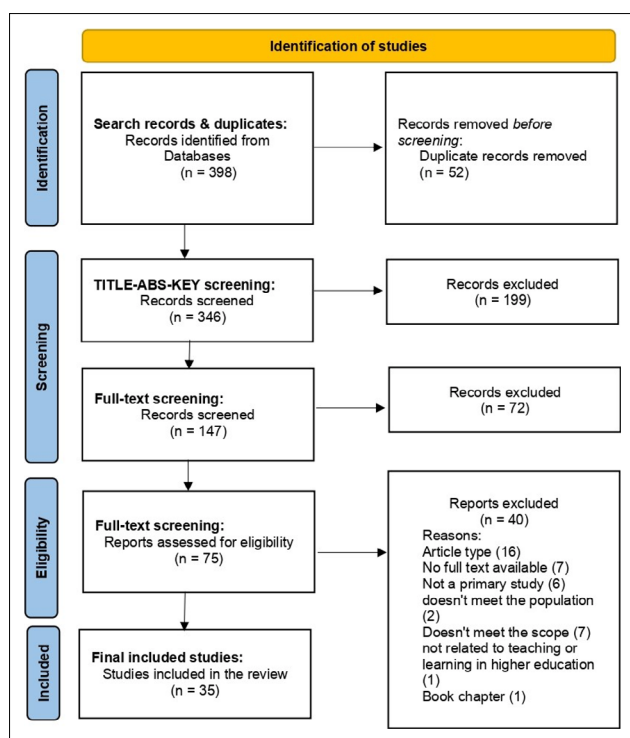 Identification of studies
Identification
Search records & duplicates:
Records identified from
Databases
(n = 398)
Records removed before
screening:
Duplicate records removed
(n = 52)
Screening
TITLE-ABS-KEY screening:
Records screened
(n = 346)
Records excluded
(n = 199)
Full-text screening:
Records screened
(n = 147)
Records excluded
(n = 72)
Eligibility
Full-text screening:
Reports assessed for eligibility
(n = 75)
Reports excluded
(n = 40)
Reasons:
Article type (16)
No full text available (7)
Not a primary study (6)
doesn't meet the population
(2)
Doesn't meet the scope (7)
not related to teaching or
learning in higher education
(1)
Book chapter (1)
Included
Final included studies:
Studies included in the review
(n = 35)